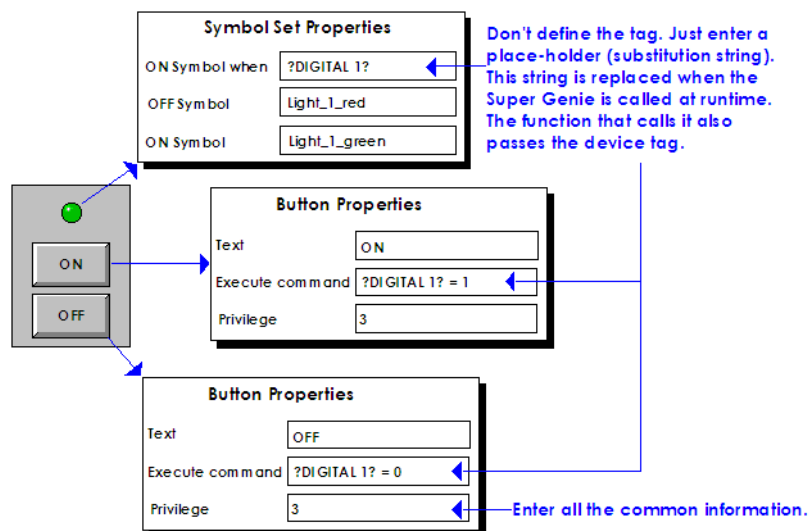 Symbol Set Properties
ON Symbol when ?DIGITAL 1?
OFF Symbol Light_1_red
ON Symbol Light_1_green
Don't define the tag. Just enter a
place-holder (substitution string).
This string is replaced when the
Super Genie is called at runtime.
The function that calls it also
passes the device tag.
ON
OFF
Button Properties
Text ON
Execute command ?DIGITAL 1? = 1
Privilege 3
Button Properties
Text OFF
Execute command ?DIGITAL 1? = 0
Privilege 3
Enter all the common information.